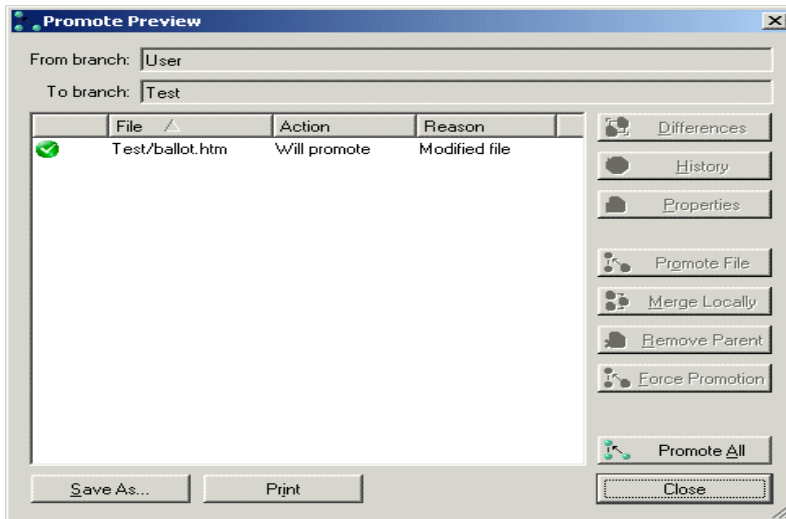 Promote Preview
From branch: User
To branch: Test
File Action Reason
Test/ballot.htm Will promote Modified file
Differences
History
Properties
Promote File
Merge Locally
Remove Parent
Force Promotion
Promote All
Save As... Print Close